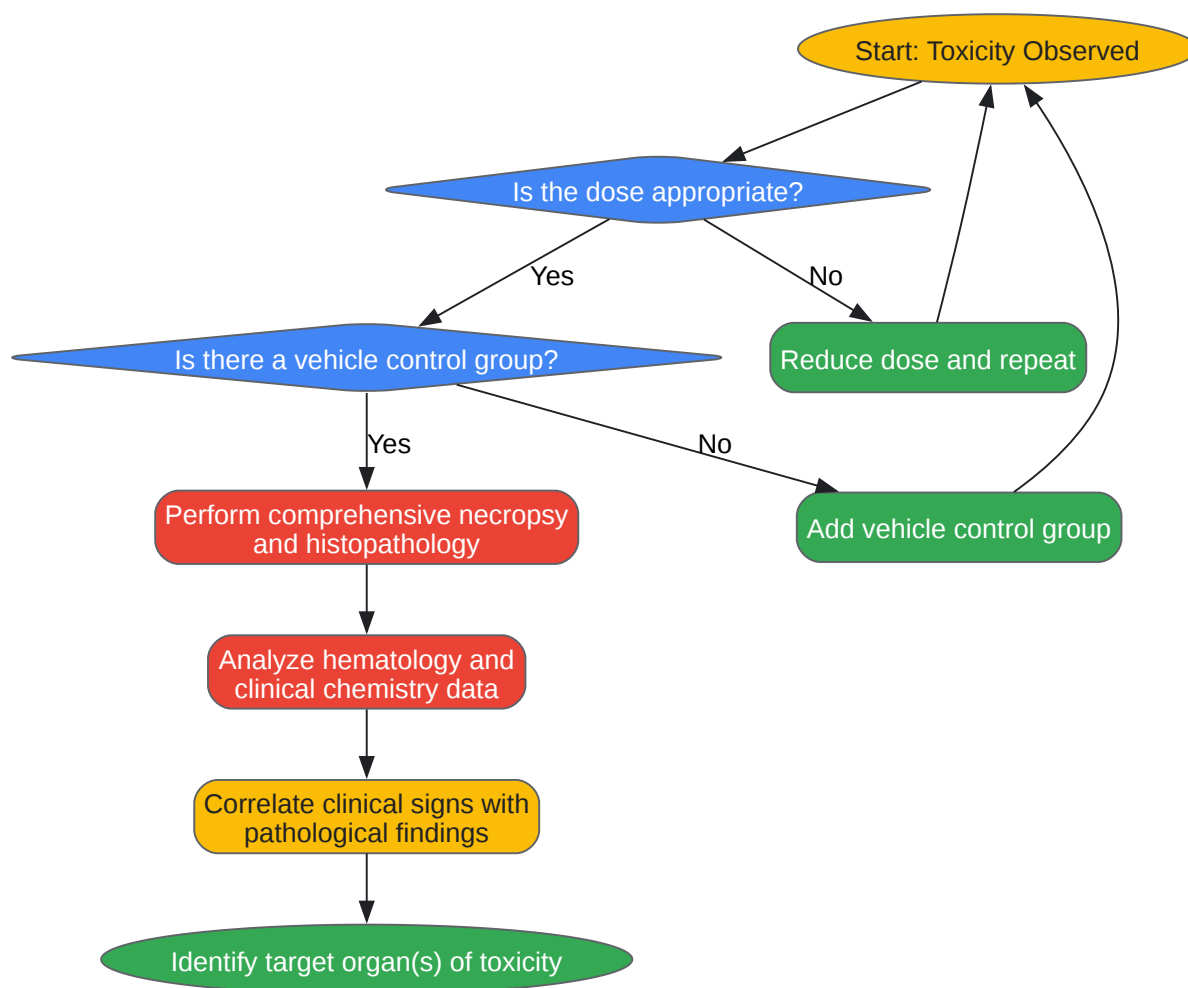 Start: Toxicity Observed
Is the dose appropriate?
Yes
No
Is there a vehicle control group?
Reduce dose and repeat
Yes
No
Perform comprehensive necropsy
and histopathology
Add vehicle control group
Analyze hematology and
clinical chemistry data
Correlate clinical signs with
pathological findings
Identify target organ(s) of toxicity